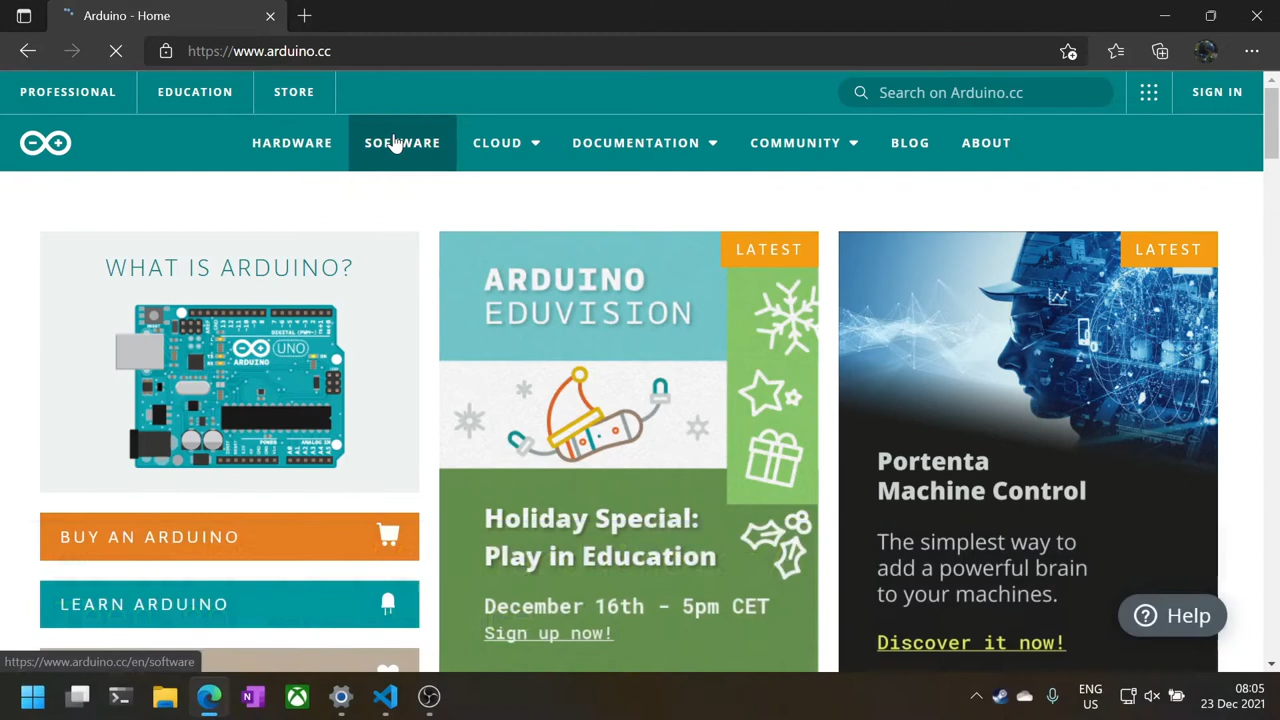 Arduino - Home
https://www.arduino.cc
PROFESSIONAL
EDUCATION
STORE
Search on Arduino.cc
SIGN IN
HARDWARE
SOFTWARE
CLOUD
DOCUMENTATION
COMMUNITY
BLOG
ABOUT
WHAT IS ARDUINO?
UNO
ARDUINO
BUY AN ARDUINO
LEARN ARDUINO
LATEST
ARDUINO
EDUVISION
Holiday Special:
Play in Education
December 16th - 5pm CET
Sign up now!
LATEST
Portenta
Machine Control
The simplest way to
add a powerful brain
to your machines.
Discover it now!
Help
https://www.arduino.cc/en/software
ENG
US
08:05
23 Dec 2021